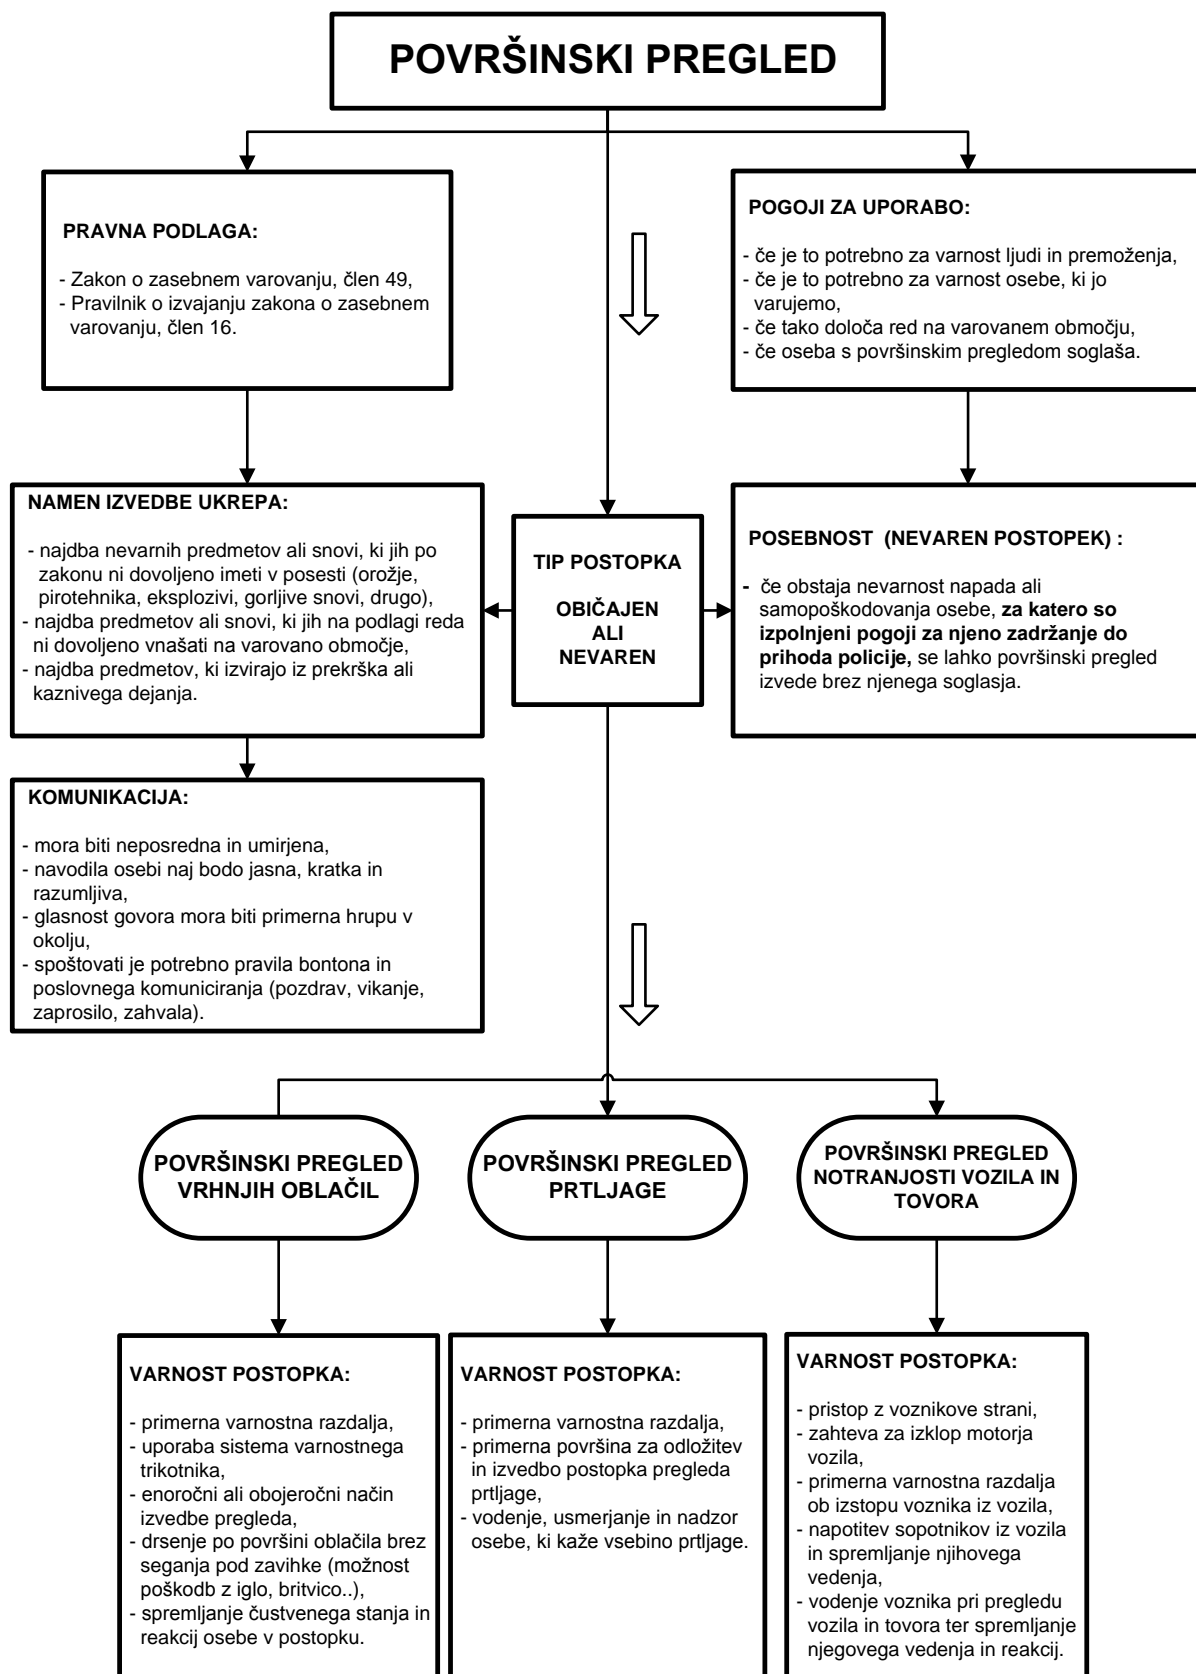 POVRŠINSKI PREGLED
PRAVNA PODLAGA:
- Zakon o zasebnem varovanju, člen 49,
- Pravilnik o izvajanju zakona o zasebnem
varovanju, člen 16.
POGOJI ZA UPORABO:
- če je to potrebno za varnost ljudi in premoženja,
- če je to potrebno za varnost osebe, ki jo
varujemo,
- če tako določa red na varovanem območju,
- če oseba s površinskim pregledom soglaša.
NAMEN IZVEDBE UKREPA:
- najdba nevarnih predmetov ali snovi, ki jih po
zakonu ni dovoljeno imeti v posesti (orožje,
pirotehnika, eksplozivi, gorljive snovi, drugo),
- najdba predmetov ali snovi, ki jih na podlagi reda
ni dovoljeno vnašati na varovano območje,
- najdba predmetov, ki izvirajo iz prekrška ali
kaznivega dejanja.
TIP POSTOPKA
OBIČAJEN
ALI
NEVAREN
POSEBNOST (NEVAREN POSTOPEK) :
- če obstaja nevarnost napada ali
samopoškodovanja osebe, za katero so
izpolnjeni pogoji za njeno zadržanje do
prihoda policije, se lahko površinski pregled
izvede brez njenega soglasja.
KOMUNIKACIJA:
- mora biti neposredna in umirjena,
- navodila osebi naj bodo jasna, kratka in
razumljiva,
- glasnost govora mora biti primerna hrupu v
okolju,
- spoštovati je potrebno pravila bontona in
poslovnega komuniciranja (pozdrav, vikanje,
zaprosilo, zahvala).
POVRŠINSKI PREGLED
VRHNJIH OBLAČIL
POVRŠINSKI PREGLED
PRTLJAGE
POVRŠINSKI PREGLED
NOTRANJOSTI VOZILA IN
TOVORA
VARNOST POSTOPKA:
- primerna varnostna razdalja,
- uporaba sistema varnostnega
trikotnika,
- enoročni ali obojeročni način
izvedbe pregleda,
- drsenje po površini oblačila brez
seganja pod zavihke (možnost
poškodb z iglo, britvico..),
- spremljanje čustvenega stanja in
reakcij osebe v postopku.
VARNOST POSTOPKA:
- primerna varnostna razdalja,
- primerna površina za odložitev
in izvedbo postopka pregleda
prtljage,
- vodenje, usmerjanje in nadzor
osebe, ki kaže vsebino prtljage.
VARNOST POSTOPKA:
- pristop z voznikove strani,
- zahteva za izklop motorja
vozila,
- primerna varnostna razdalja
ob izstopu voznika iz vozila,
- napotitev sopotnikov iz vozila
in spremljanje njihovega
vedenja,
- vodenje voznika pri pregledu
vozila in tovora ter spremljanje
njegovega vedenja in reakcij.